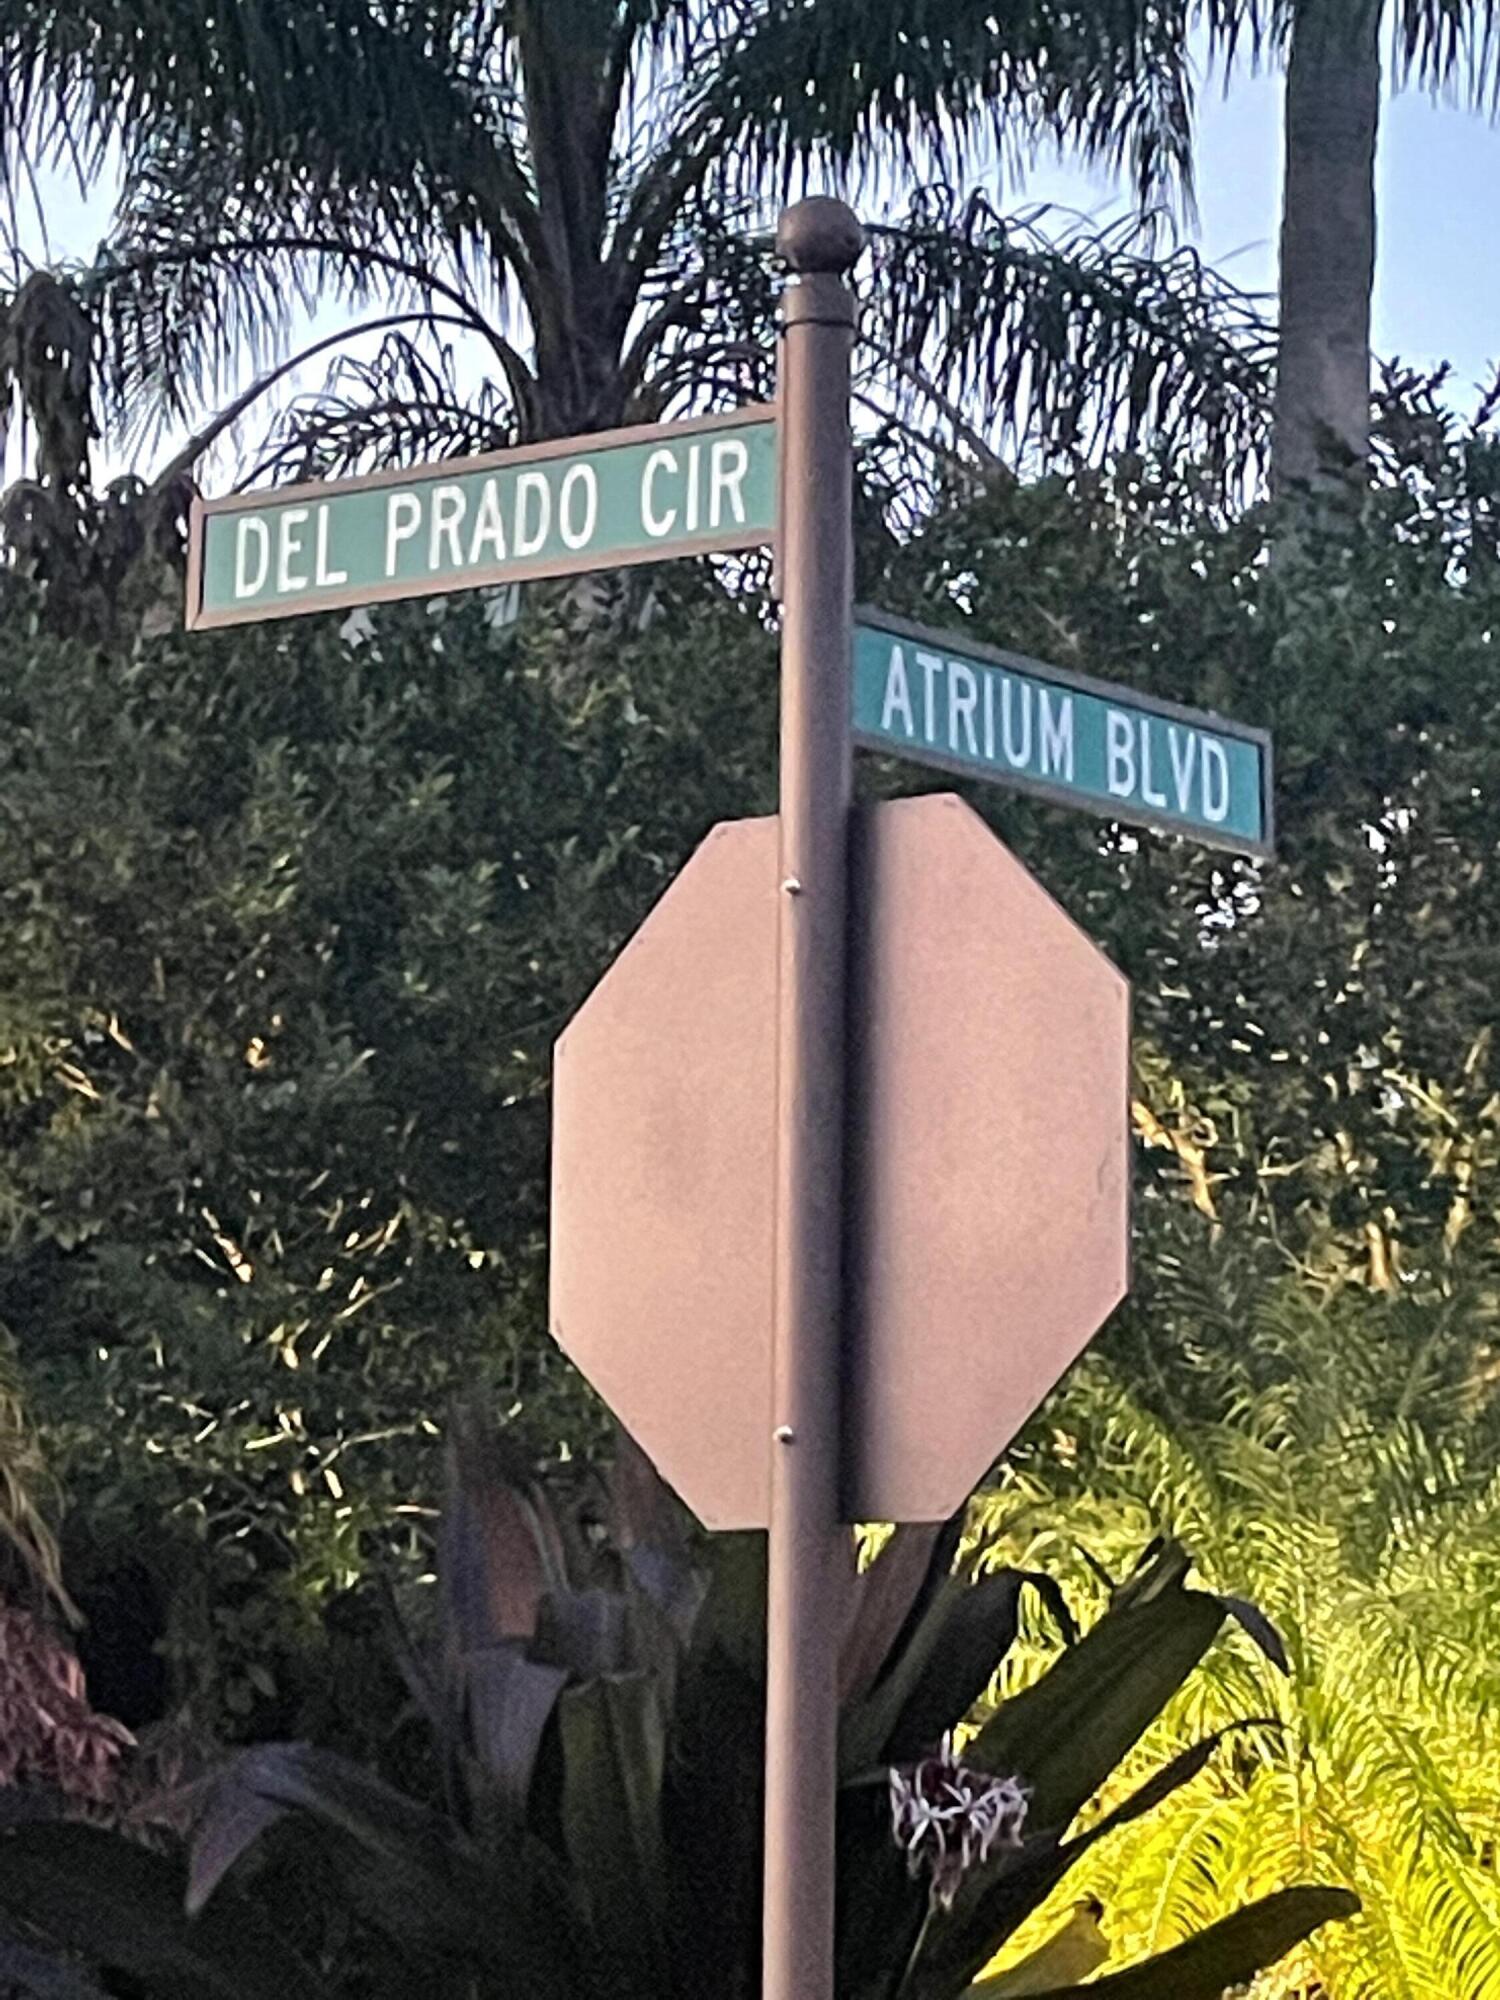 DEL PRADO CIR
ATRIUM BLVD